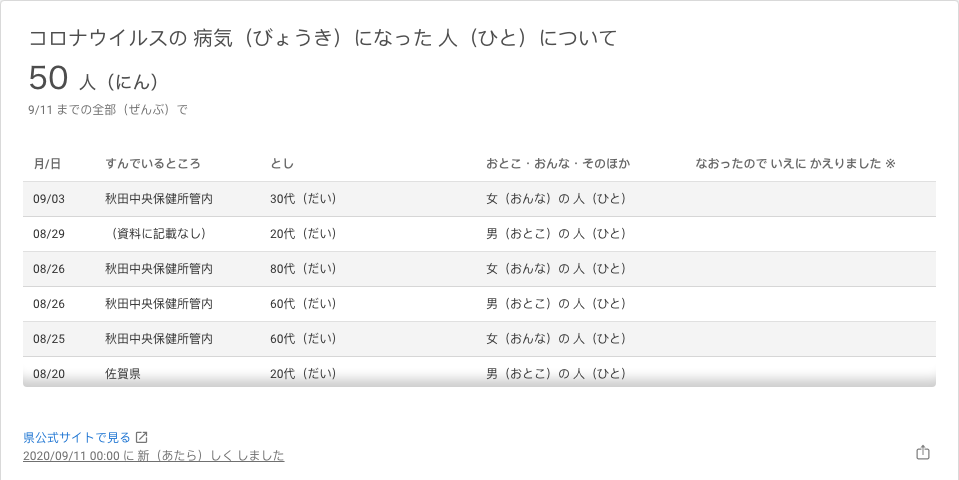 コロナウイルスの 病気（びょうき）になった 人（ひと）について
50 人（にん）
9/11 までの全部（ぜんぶ）で
月/日 すんでいるところ とし おとこ・おんな・そのほか なおったので いえに かえりました ※
09/03 秋田中央保健所管内 30代（だい） 女（おんな）の 人（ひと）
08/29 （資料に記載なし） 20代（だい） 男（おとこ）の 人（ひと）
08/26 秋田中央保健所管内 80代（だい） 女（おんな）の 人（ひと）
08/26 秋田中央保健所管内 60代（だい） 男（おとこ）の 人（ひと）
08/25 秋田中央保健所管内 60代（だい） 女（おんな）の 人（ひと）
08/20 佐賀県 20代（だい） 男（おとこ）の 人（ひと）
県公式サイトで見る
2020/09/11 00:00 に 新（あたら）しく しました